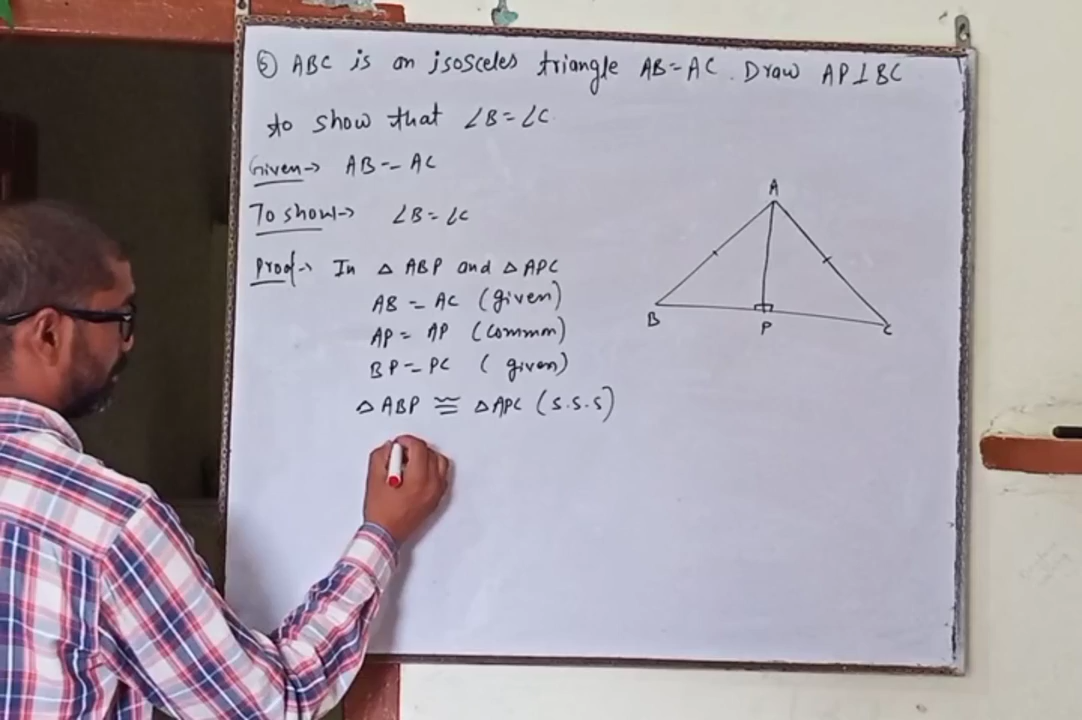 ⑤ ABC is an isosceles triangle AB=AC. Draw AP⊥BC
to show that ∠B=∠C.
Given→ AB=AC
To show→ ∠B=∠C
Proof→ In △ABP and △APC
AB = AC (given)
AP = AP (common)
BP = PC (given)
△ABP ≅ △APC (S.S.S)
A
B
P
C